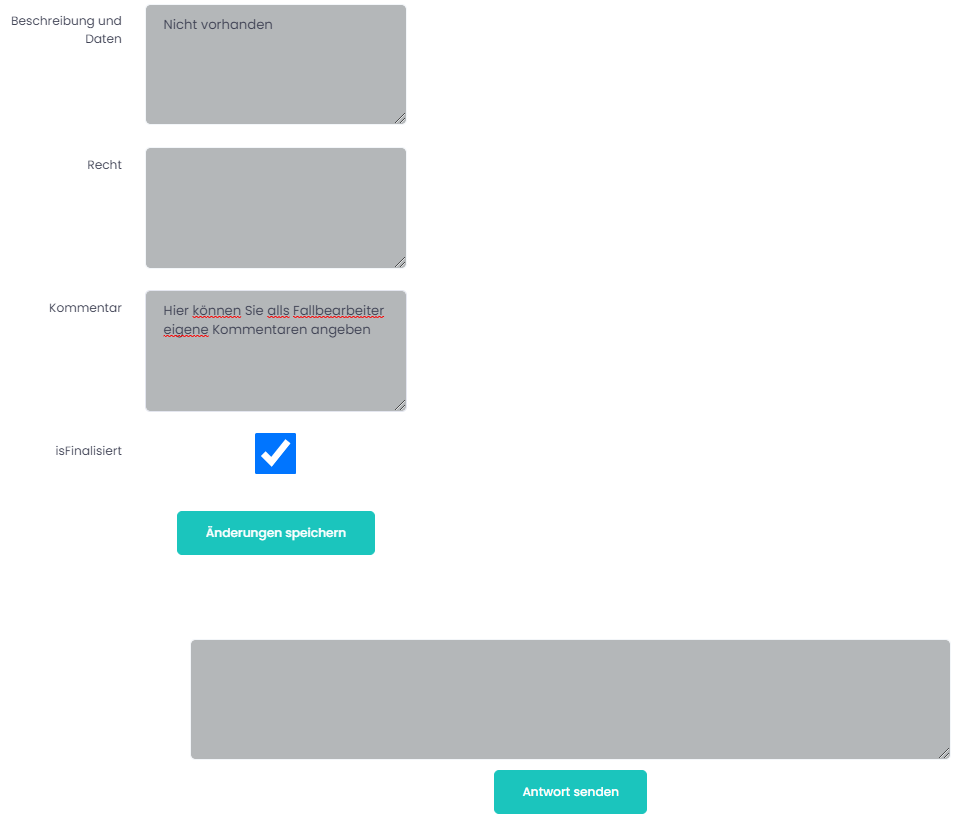 Beschreibung und
Daten
Nicht vorhanden
Recht
Kommentar
Hier können Sie alls Fallbearbeiter
eigene Kommentaren angeben
isFinalisiert
Änderungen speichern
Antwort senden